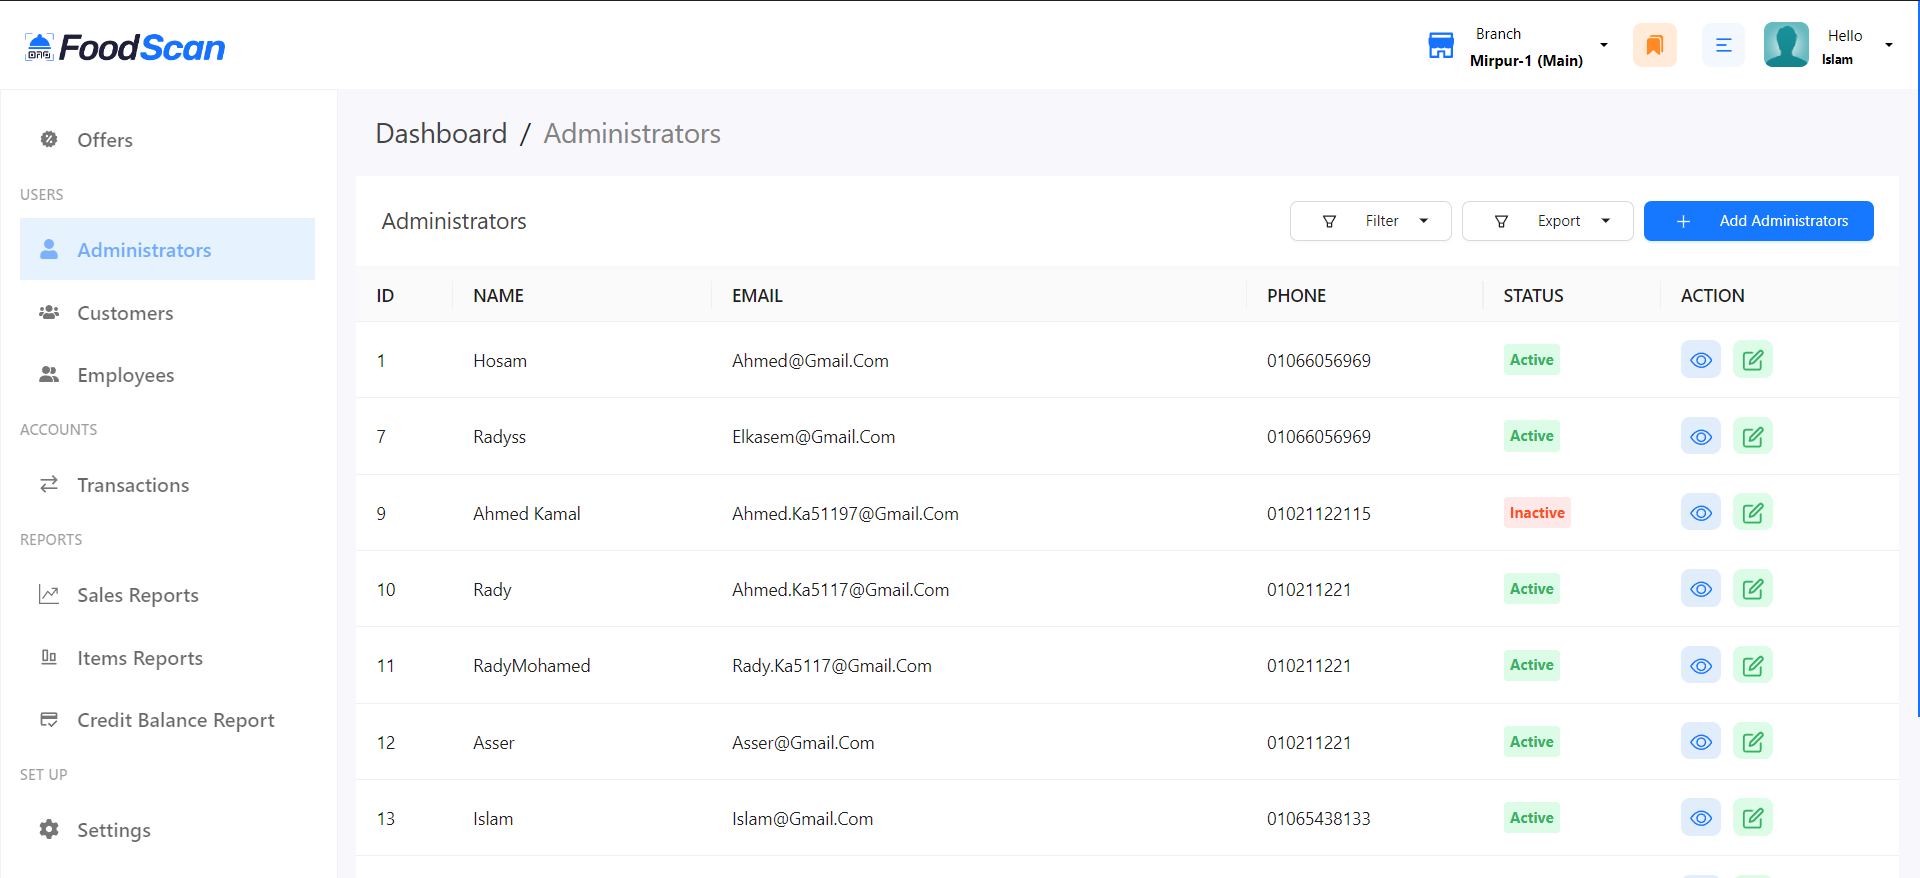 FoodScan
Branch
Mirpur-1 (Main)
Hello
Islam
Offers
USERS
Administrators
Customers
Employees
ACCOUNTS
Transactions
REPORTS
Sales Reports
Items Reports
Credit Balance Report
SET UP
Settings
Dashboard / Administrators
Administrators
Filter
Export
Add Administrators
ID NAME EMAIL PHONE STATUS ACTION
1 Hosam Ahmed@Gmail.Com 01066056969 Active
7 Radyss Elkasem@Gmail.Com 01066056969 Active
9 Ahmed Kamal Ahmed.Ka51197@Gmail.Com 01021122115 Inactive
10 Rady Ahmed.Ka5117@Gmail.Com 010211221 Active
11 RadyMohamed Rady.Ka5117@Gmail.Com 010211221 Active
12 Asser Asser@Gmail.Com 010211221 Active
13 Islam Islam@Gmail.Com 01065438133 Active